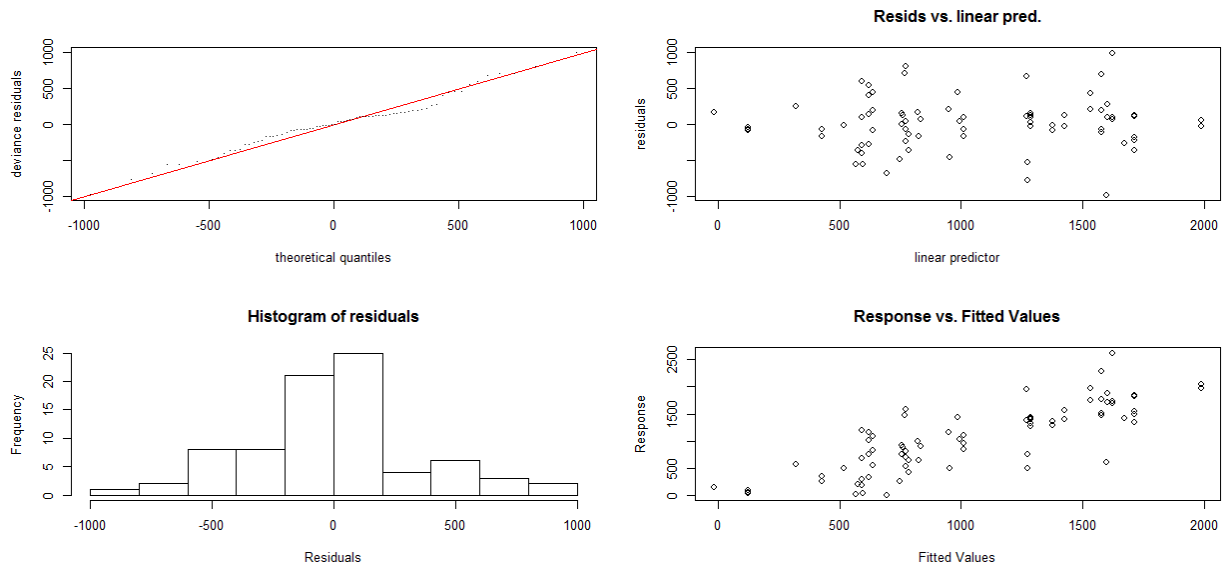 deviance residuals
1000
500
0
-1000
-1000 -500 0 500 1000
theoretical quantiles
Resids vs. linear pred.
residuals
1000
500
0
-1000
0 500 1000 1500 2000
linear predictor
Histogram of residuals
Frequency
25
20
15
10
5
0
-1000 -500 0 500 1000
Residuals
Response vs. Fitted Values
Response
2500
1500
500
0
0 500 1000 1500 2000
Fitted Values